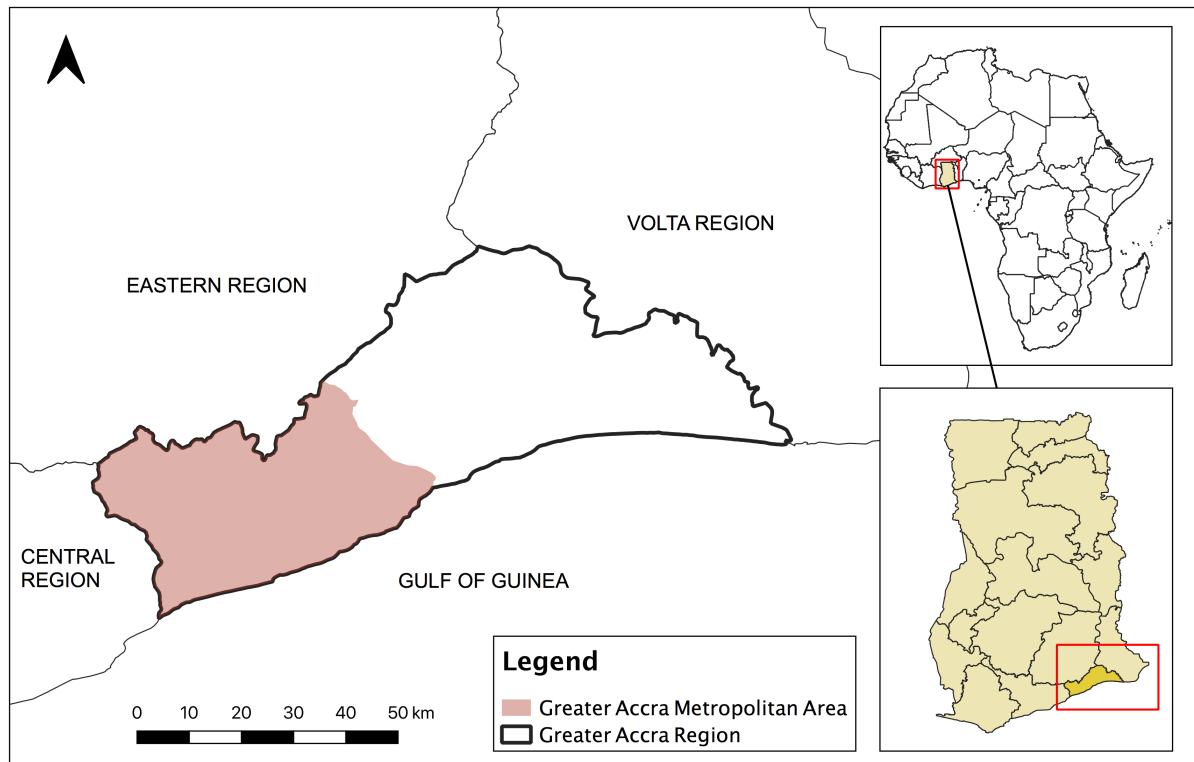 VOLTA REGION
EASTERN REGION
CENTRAL
REGION
GULF OF GUINEA
Legend
Greater Accra Metropolitan Area
Greater Accra Region
0 10 20 30 40 50 km